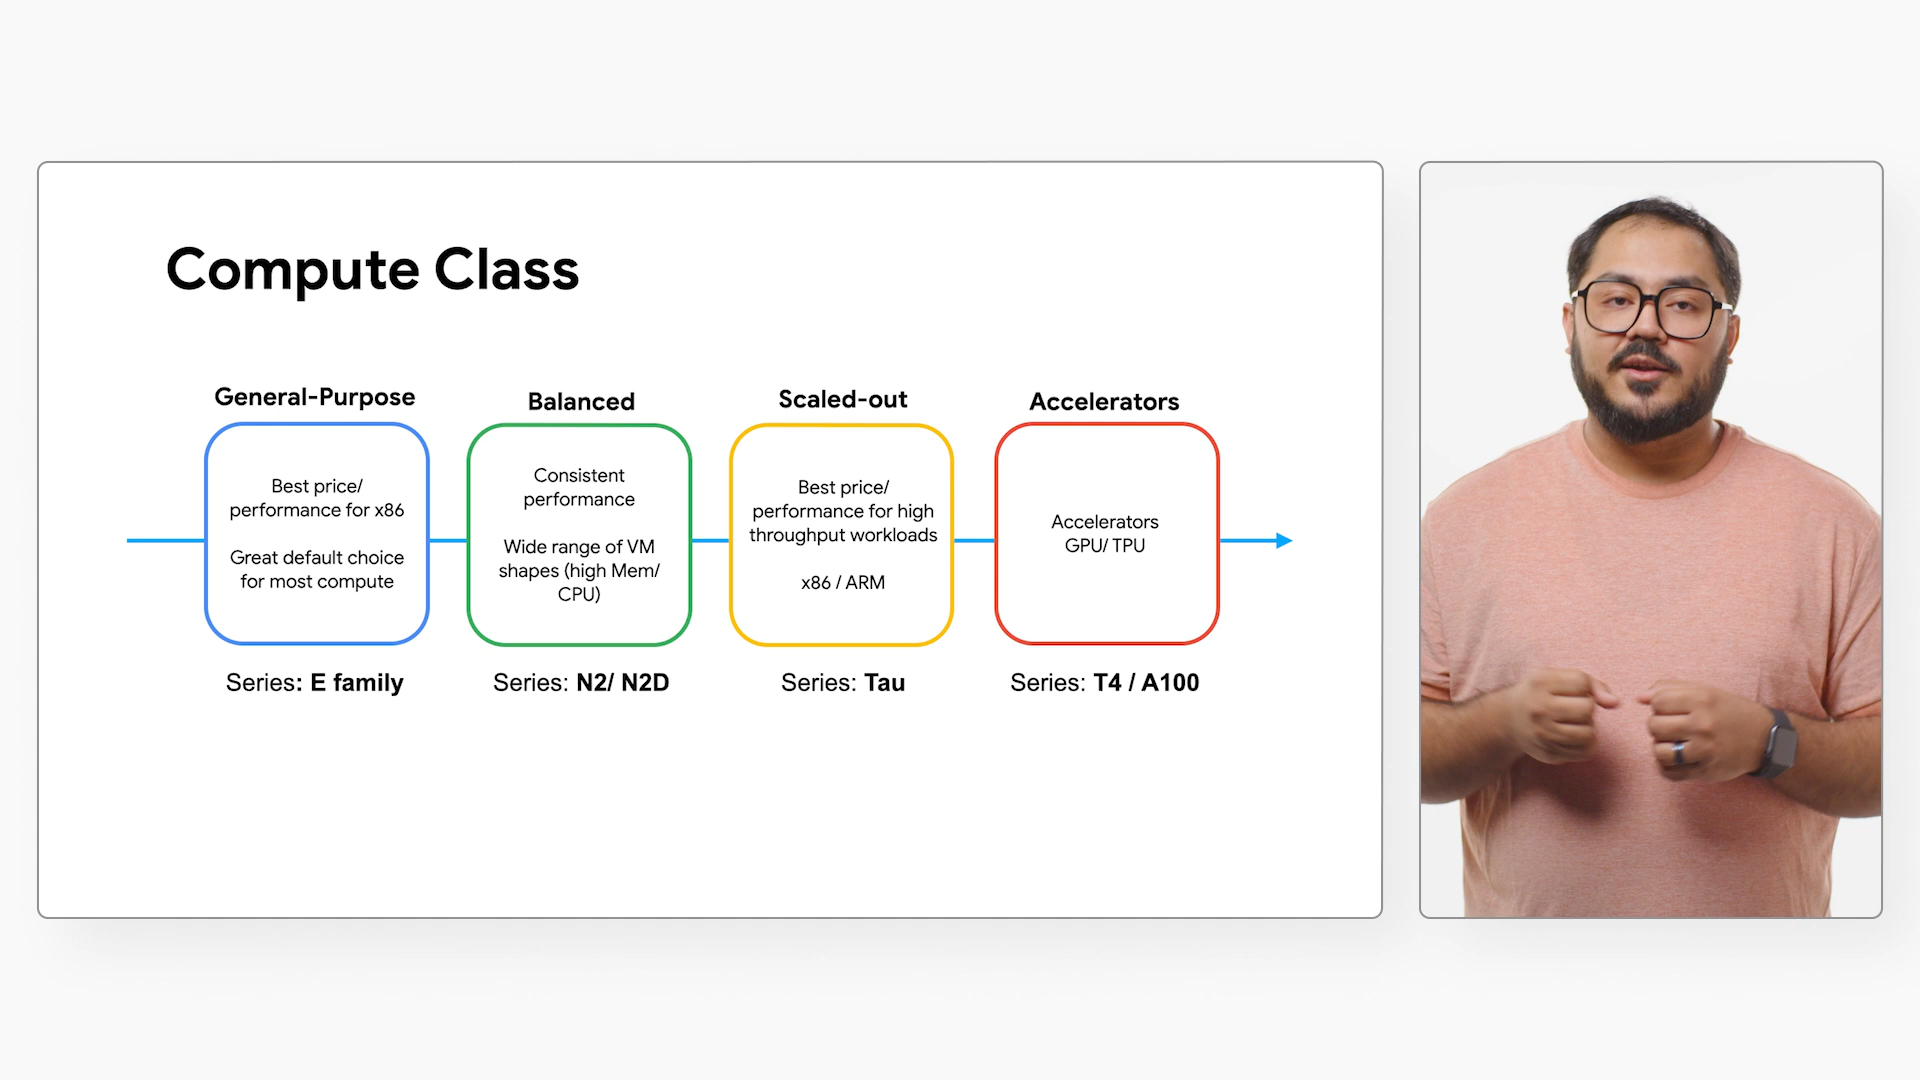 Compute Class
General-Purpose
Best price/
performance for x86
Great default choice
for most compute
Series: E family
Balanced
Consistent
performance
Wide range of VM
shapes (high Mem/
CPU)
Series: N2/ N2D
Scaled-out
Best price/
performance for high
throughput workloads
x86 / ARM
Series: Tau
Accelerators
Accelerators
GPU/ TPU
Series: T4 / A100